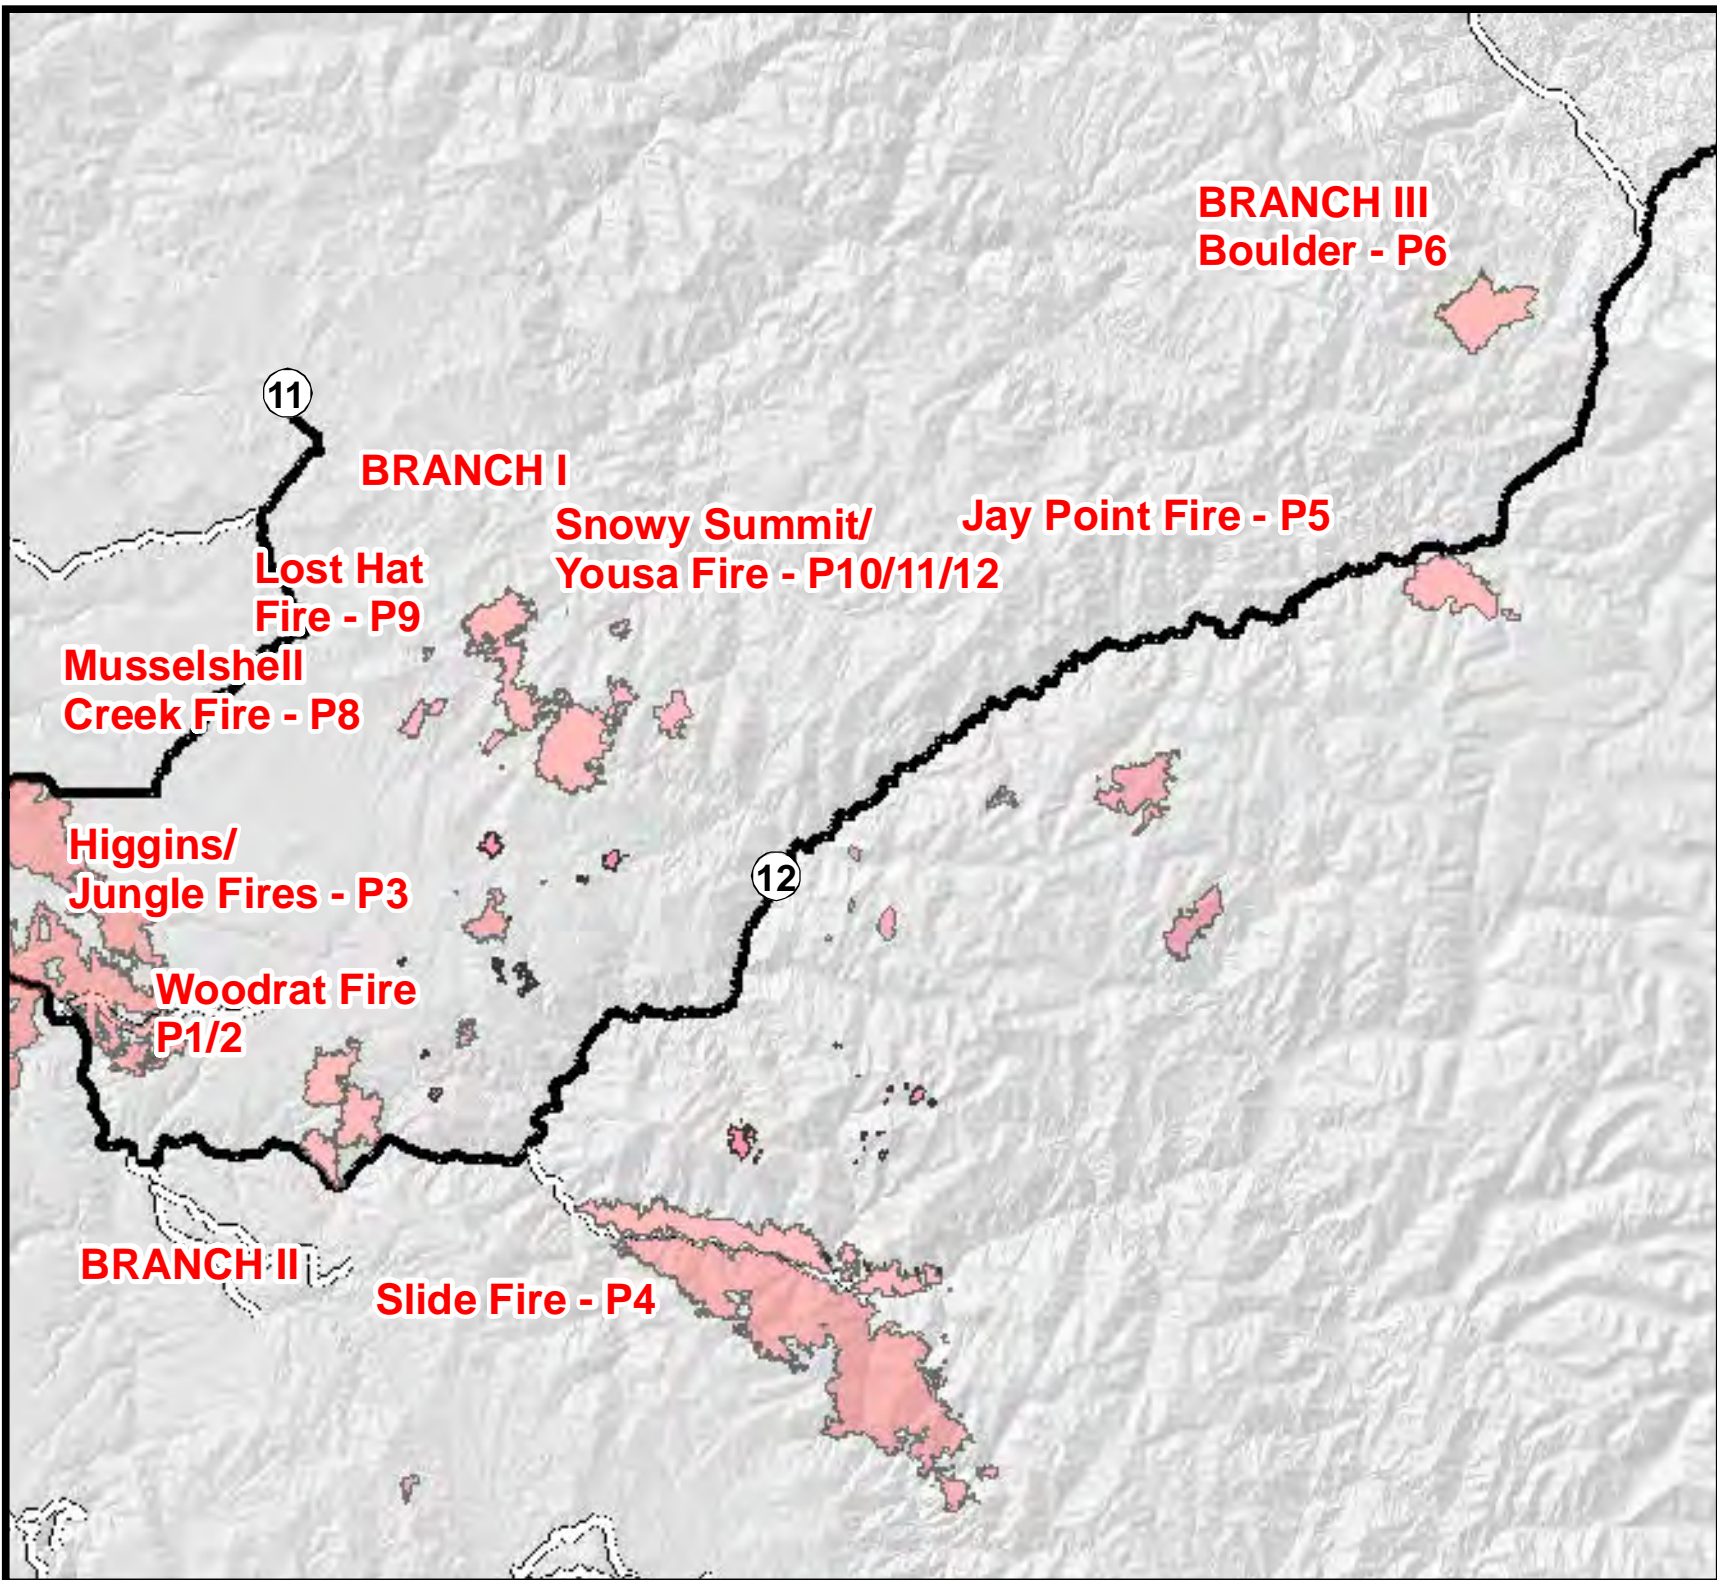 BRANCH III
Boulder - P6
11
BRANCH I
Snowy Summit/
Yousa Fire - P10/11/12
Jay Point Fire - P5
Lost Hat
Fire - P9
Musselshell
Creek Fire - P8
Higgins/
Jungle Fires - P3
12
Woodrat Fire
P1/2
BRANCH II
Slide Fire - P4